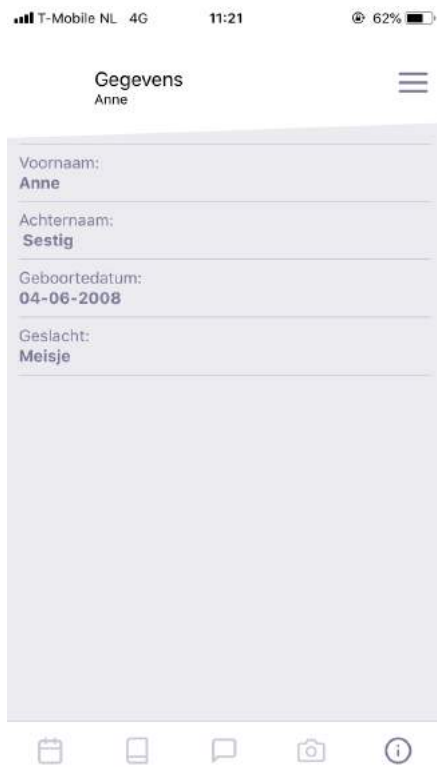 T-Mobile NL 4G 11:21 62%
Gegevens
Anne
Voornaam:
Anne
Achternaam:
Sestig
Geboortedatum:
04-06-2008
Geslacht:
Meisje